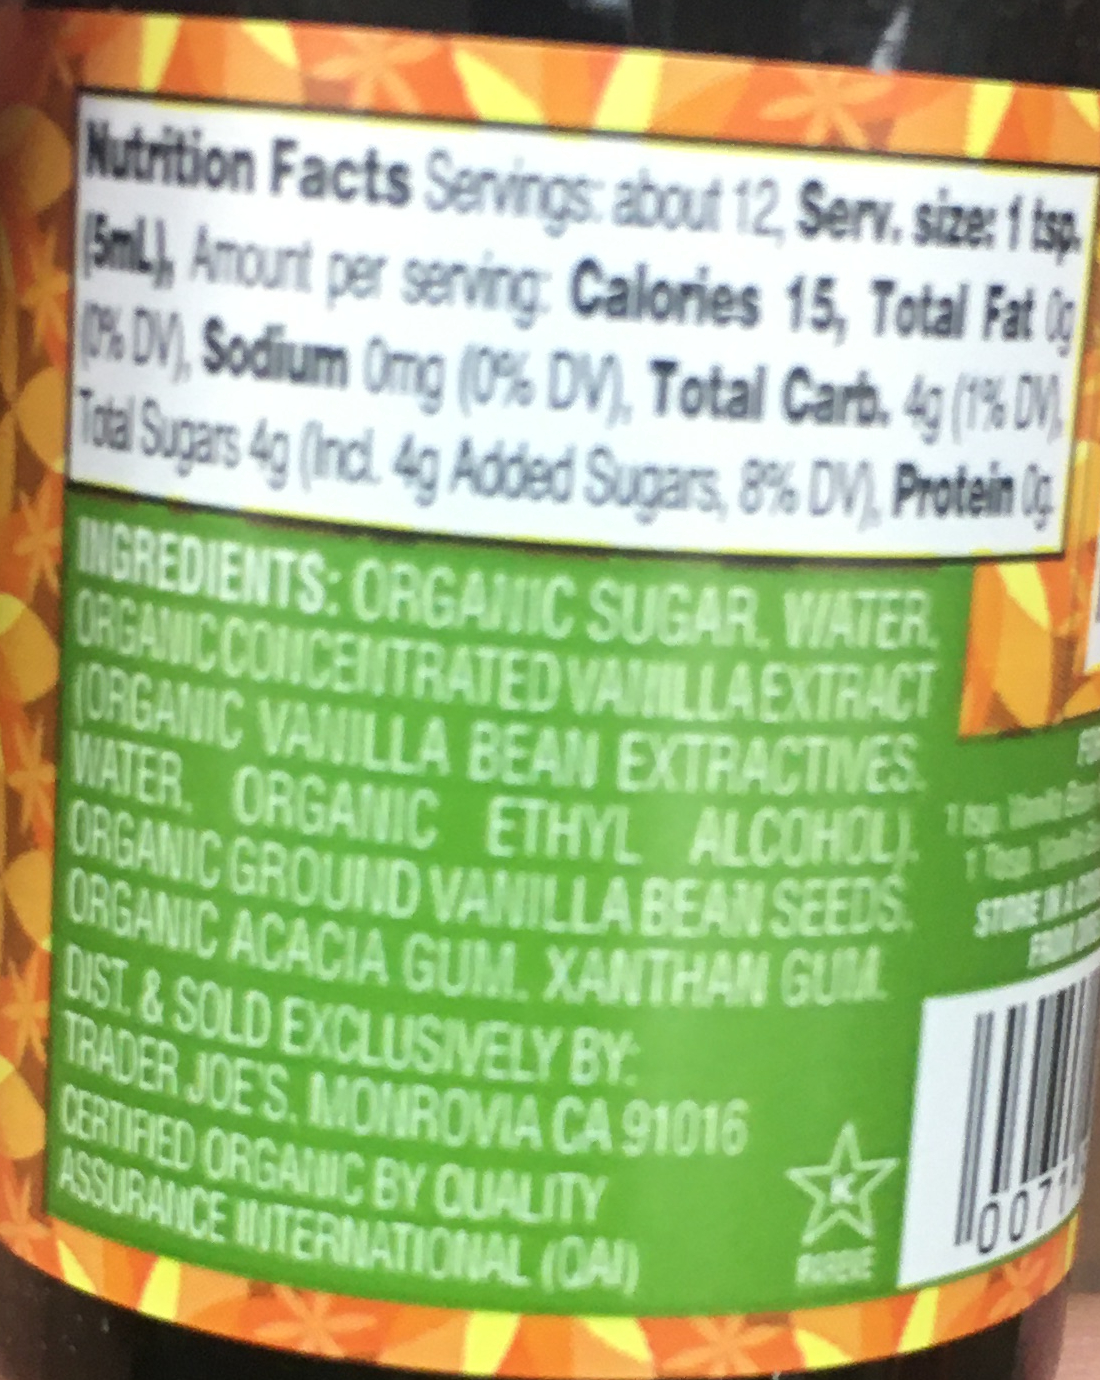 Nutrition Facts Servings: about 12, Serv. size: 1 tsp.
(5mL), Amount per serving: Calories 15, Total Fat 0g
(0% DV), Sodium 0mg (0% DV), Total Carb. 4g (1% DV),
Total Sugars 4g (Incl. 4g Added Sugars, 8% DV), Protein 0g.
INGREDIENTS: ORGANIC SUGAR, WATER,
ORGANIC CONCENTRATED VANILLA EXTRACT
(ORGANIC VANILLA BEAN EXTRACTIVES,
WATER, ORGANIC ETHYL ALCOHOL),
ORGANIC GROUND VANILLA BEAN SEEDS,
ORGANIC ACACIA GUM, XANTHAN GUM.
DIST. & SOLD EXCLUSIVELY BY:
TRADER JOE'S, MONROVIA CA 91016
CERTIFIED ORGANIC BY QUALITY
ASSURANCE INTERNATIONAL (QAI)
K
PAREVE
1 tsp. Vanilla
1 Tbsp.
STORE IN A
FROM
0071